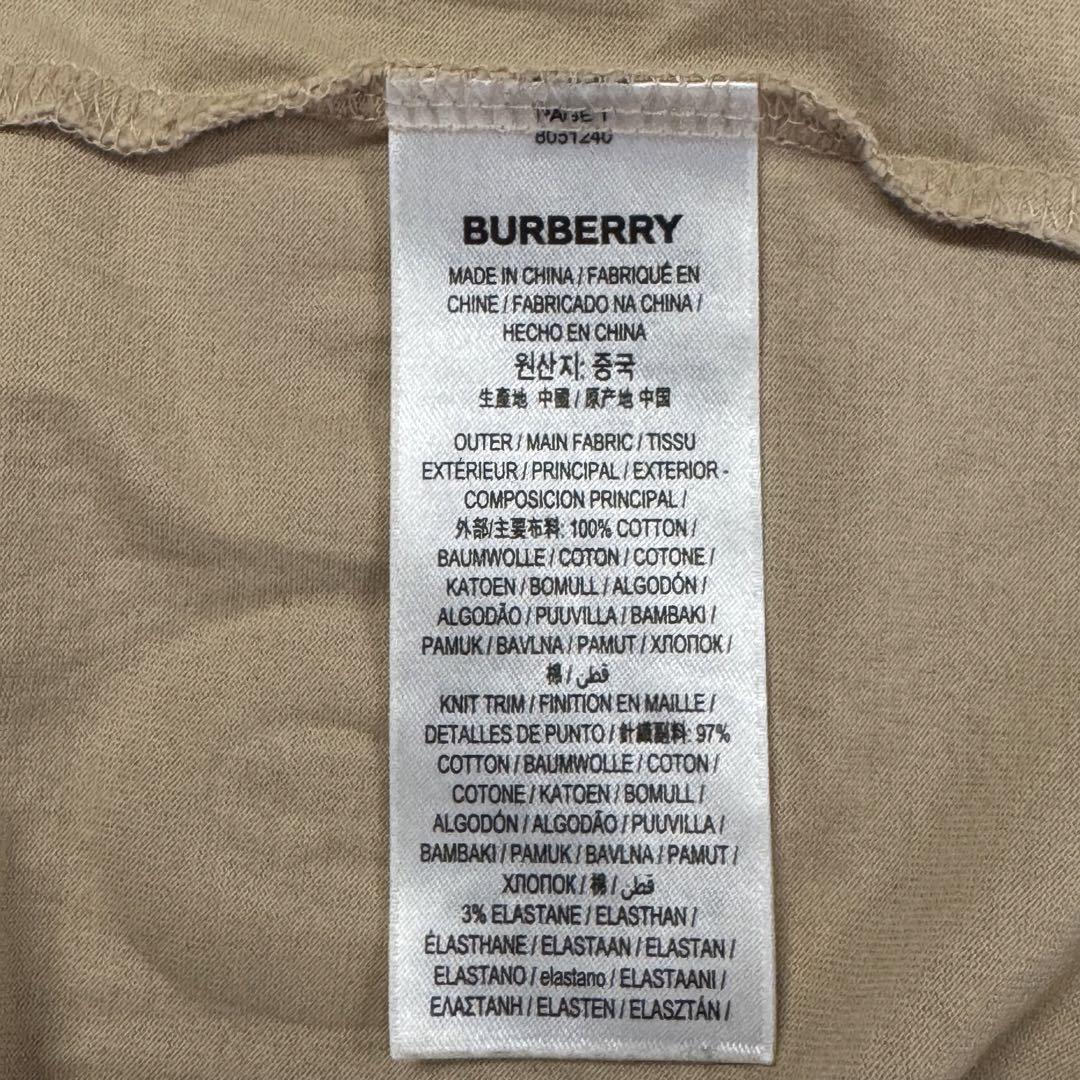 PAGE 1
8051240
BURBERRY
MADE IN CHINA / FABRIQUÉ EN
CHINE / FABRICADO NA CHINA /
HECHO EN CHINA
원산지: 중국
生產地 中國 / 原产地 中国
OUTER / MAIN FABRIC / TISSU
EXTÉRIEUR / PRINCIPAL / EXTERIOR -
COMPOSICION PRINCIPAL /
外部/主要布料: 100% COTTON /
BAUMWOLLE / COTON / COTONE /
KATOEN / BOMULL / ALGODÓN /
ALGODÃO / PUUVILLA / BAMBAKI /
PAMUK / BAVLNA / PAMUT / ХЛОПОК /
棉 / قطن
KNIT TRIM / FINITION EN MAILLE /
DETALLES DE PUNTO / 針織副料: 97%
COTTON / BAUMWOLLE / COTON /
COTONE / KATOEN / BOMULL /
ALGODÓN / ALGODÃO / PUUVILLA /
BAMBAKI / PAMUK / BAVLNA / PAMUT /
ХЛОПОК / 棉 / قطن
3% ELASTANE / ELASTHAN /
ÉLASTHANE / ELASTAAN / ELASTAN /
ELASTANO / elastano / ELASTAANI /
ΕΛΑΣΤΑΝΗ / ELASTEN / ELASZTÁN /